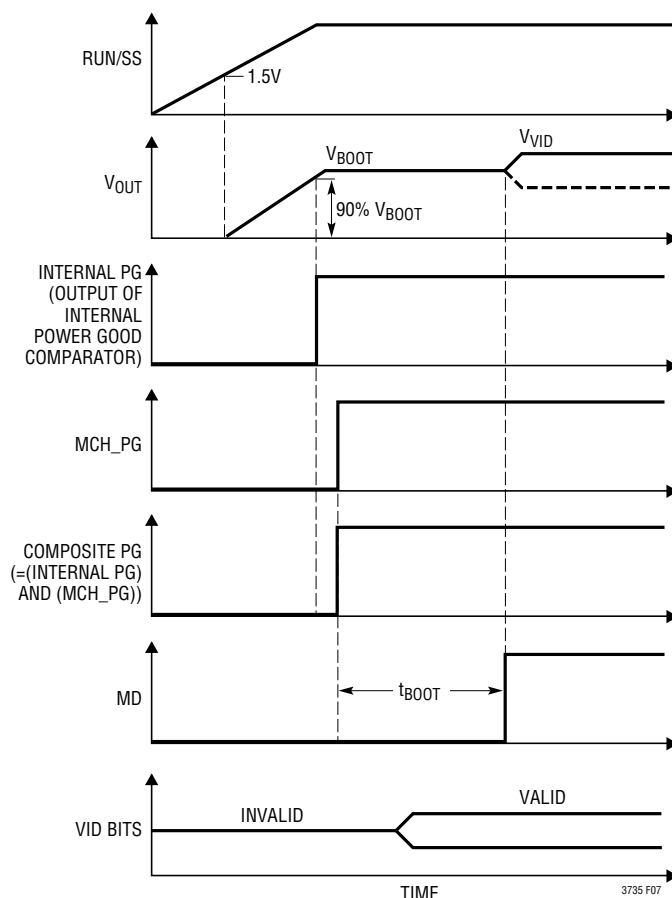 RUN/SS
1.5V
VOUT
VBOOT
VVID
90% VBOOT
INTERNAL PG
(OUTPUT OF
INTERNAL
POWER GOOD
COMPARATOR)
MCH_PG
COMPOSITE PG
(=(INTERNAL PG)
AND (MCH_PG))
MD
tBOOT
VID BITS
INVALID
VALID
TIME
3735 F07